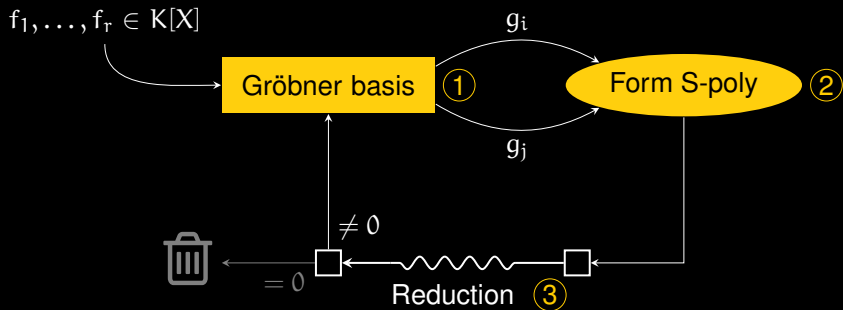 f₁, . . . , fᵣ ∈ K[X]
gᵢ
Gröbner basis ①
Form S-poly ②
gⱼ
≠ 0
= 0
Reduction ③